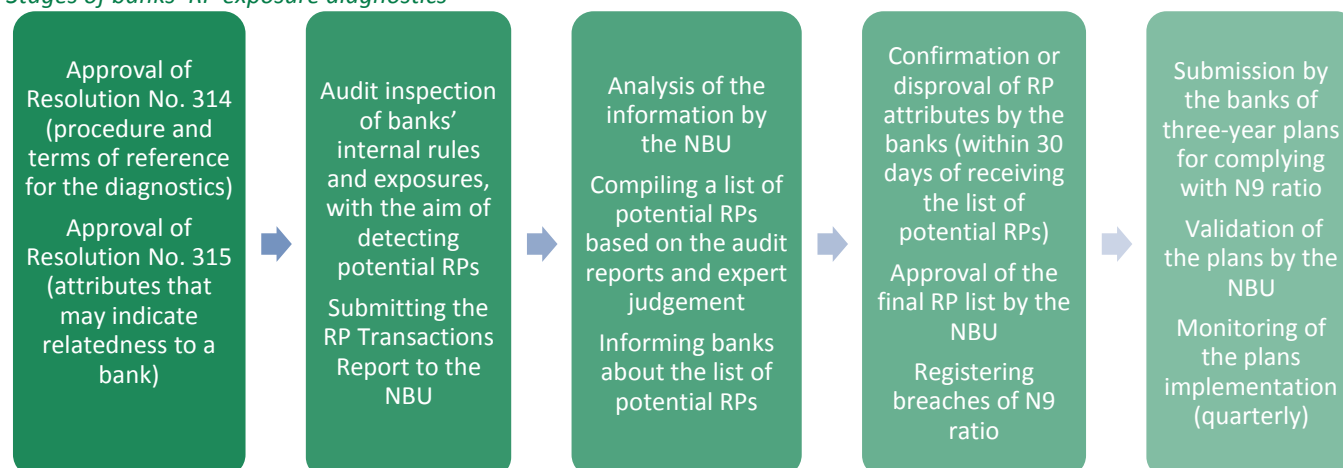 Stages of banks' RP exposure diagnostics
Approval of
Resolution No. 314
(procedure and
terms of reference
for the diagnostics)
Approval of
Resolution No. 315
(attributes that
may indicate
relatedness to a
bank)
Audit inspection
of banks'
internal rules
and exposures,
with the aim of
detecting
potential RPs
Submitting the
RP Transactions
Report to the
NBU
Analysis of the
information by
the NBU
Compiling a list of
potential RPs
based on the audit
reports and expert
judgement
Informing banks
about the list of
potential RPs
Confirmation or
disproval of RP
attributes by the
banks (within 30
days of receiving
the list of
potential RPs)
Approval of the
final RP list by the
NBU
Registering
breaches of N9
ratio
Submission by
the banks of
three-year plans
for complying
with N9 ratio
Validation of
the plans by the
NBU
Monitoring of
the plans
implementation
(quarterly)